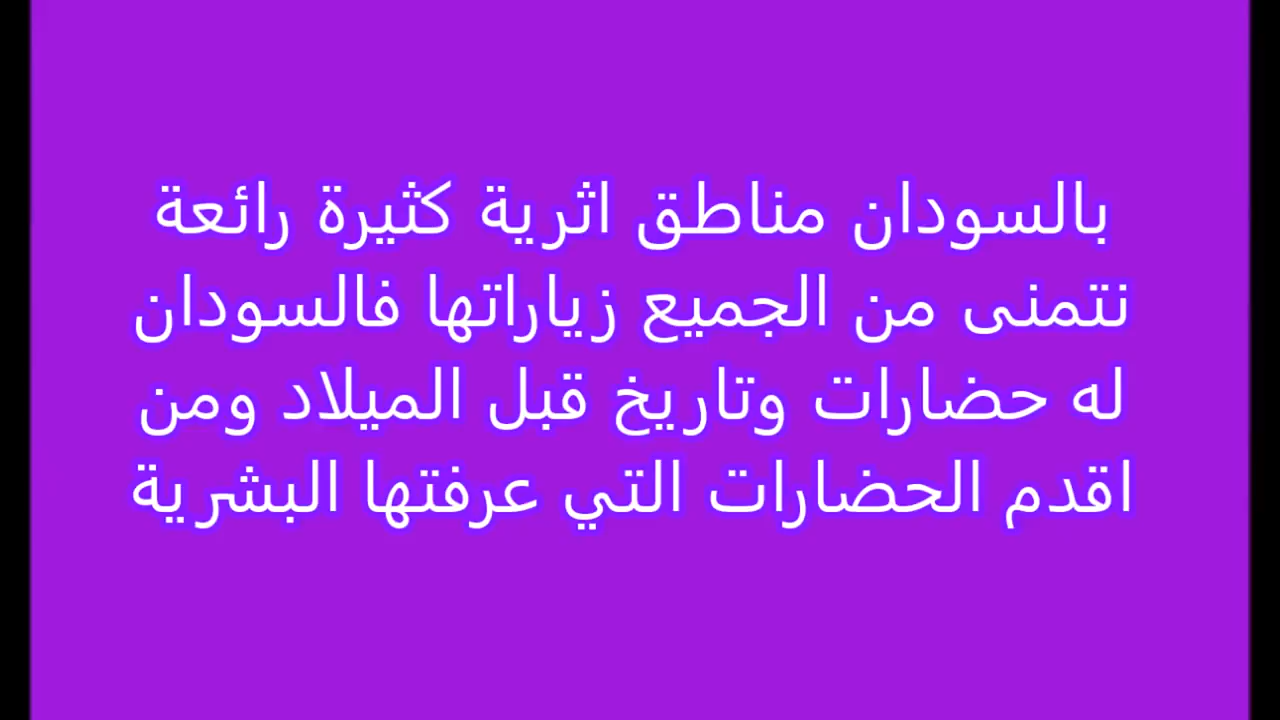 بالسودان مناطق اثرية كثيرة رائعة
نتمنى من الجميع زياراتها فالسودان
له حضارات وتاريخ قبل الميلاد ومن
اقدم الحضارات التي عرفتها البشرية